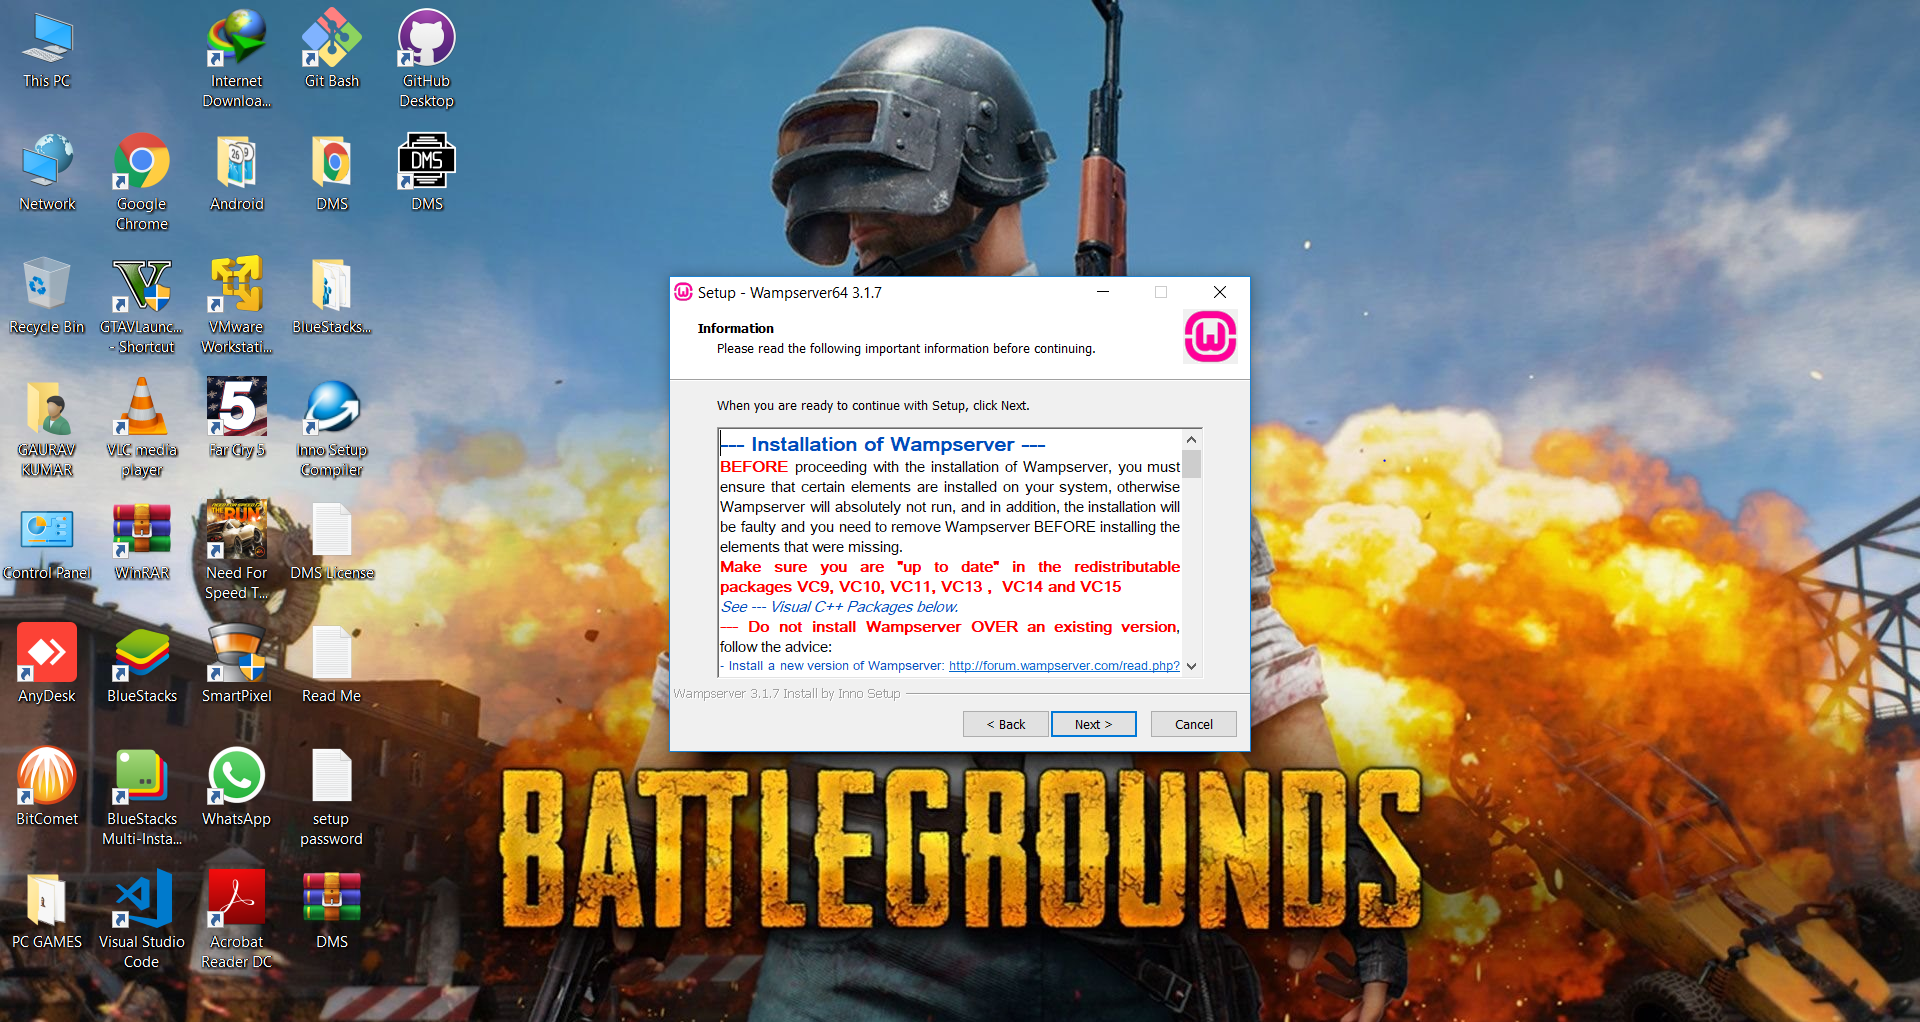 This PC
Internet
Downloa...
Git Bash
GitHub
Desktop
Network
Google
Chrome
26 9
Android
DMS
DMS
DMS
Recycle Bin
GTAVLaunc...
- Shortcut
VMware
Workstati...
BlueStacks...
GAURAV
KUMAR
VLC media
player
5
Far Cry 5
Inno Setup
Compiler
Control Panel
WinRAR
THE RUN
Need For
Speed T...
DMS License
AnyDesk
BlueStacks
SmartPixel
Read Me
BitComet
BlueStacks
Multi-Insta...
WhatsApp
setup
password
PC GAMES
Visual Studio
Code
Acrobat
Reader DC
DMS
Setup - Wampserver64 3.1.7
Information
Please read the following important information before continuing.
When you are ready to continue with Setup, click Next.
--- Installation of Wampserver ---
BEFORE proceeding with the installation of Wampserver, you must
ensure that certain elements are installed on your system, otherwise
Wampserver will absolutely not run, and in addition, the installation will
be faulty and you need to remove Wampserver BEFORE installing the
elements that were missing.
Make sure you are "up to date" in the redistributable
packages VC9, VC10, VC11, VC13 , VC14 and VC15
See --- Visual C++ Packages below.
--- Do not install Wampserver OVER an existing version,
follow the advice:
- Install a new version of Wampserver: http://forum.wampserver.com/read.php?
Wampserver 3.1.7 Install by Inno Setup
< Back
Next >
Cancel
BATTLEGROUNDS